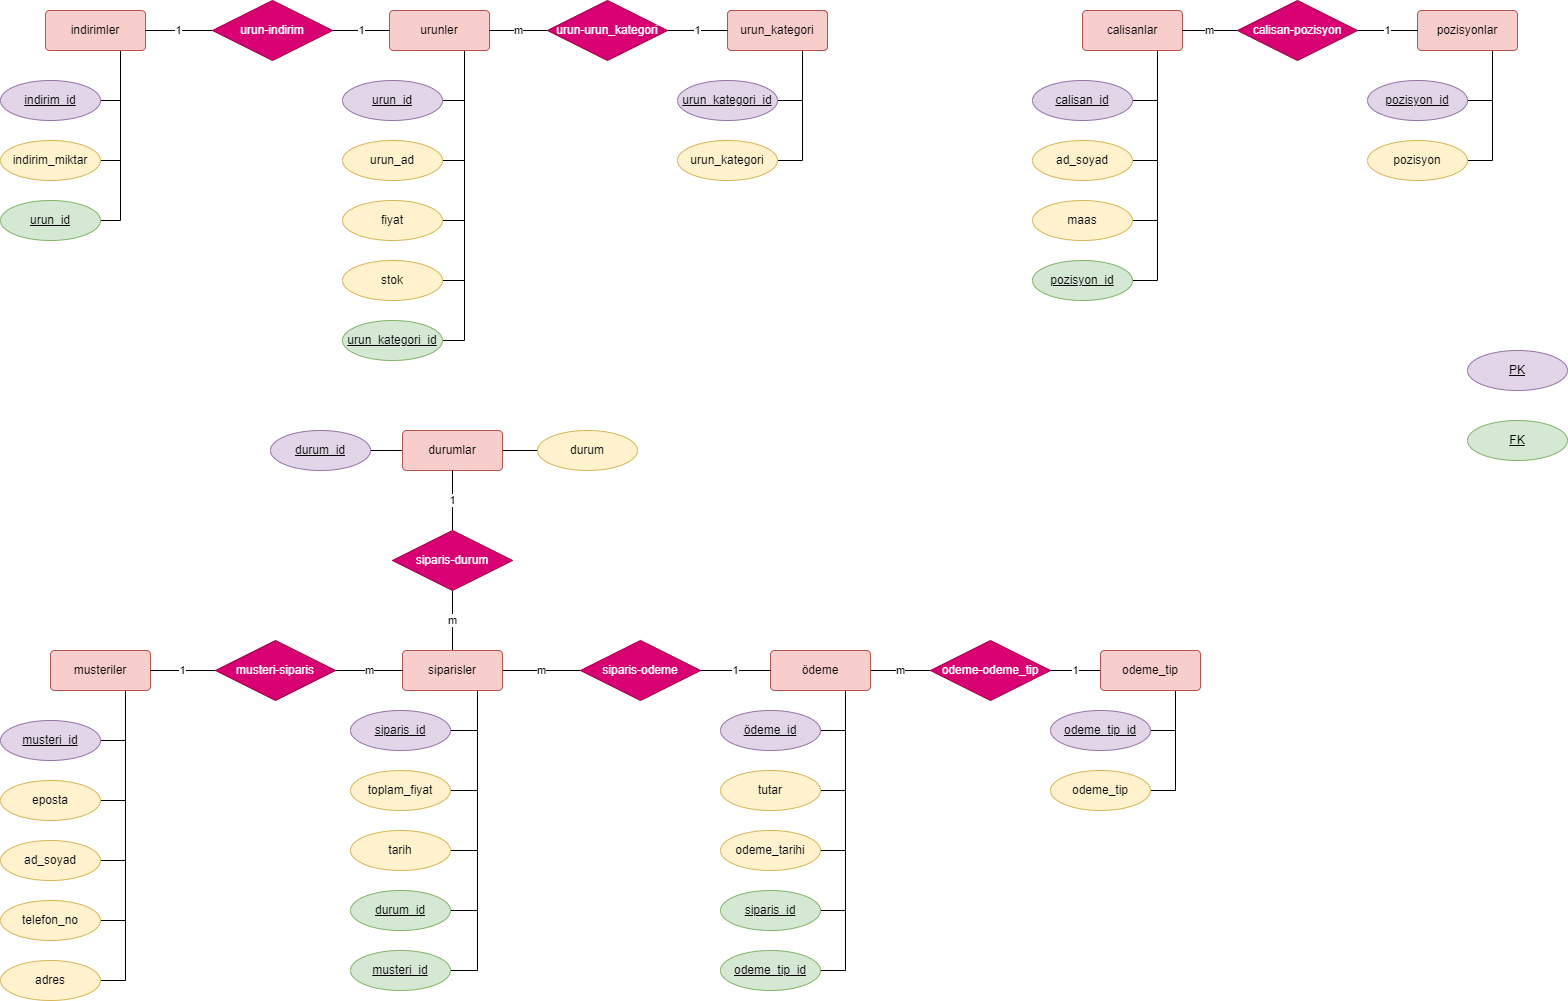 indirimler
1
urun-indirim
1
urunler
m
urun-urun_kategori
1
urun_kategori
calisanlar
m
calisan-pozisyon
1
pozisyonlar
indirim_id
urun_id
urun_kategori_id
calisan_id
pozisyon_id
indirim_miktar
urun_ad
urun_kategori
ad_soyad
pozisyon
urun_id
fiyat
maas
stok
pozisyon_id
urun_kategori_id
PK
FK
durum_id
durumlar
durum
1
siparis-durum
m
musteriler
1
musteri-siparis
m
siparisler
m
siparis-odeme
1
ödeme
m
odeme-odeme_tip
1
odeme_tip
musteri_id
siparis_id
ödeme_id
odeme_tip_id
eposta
toplam_fiyat
tutar
odeme_tip
ad_soyad
tarih
odeme_tarihi
telefon_no
durum_id
siparis_id
adres
musteri_id
odeme_tip_id